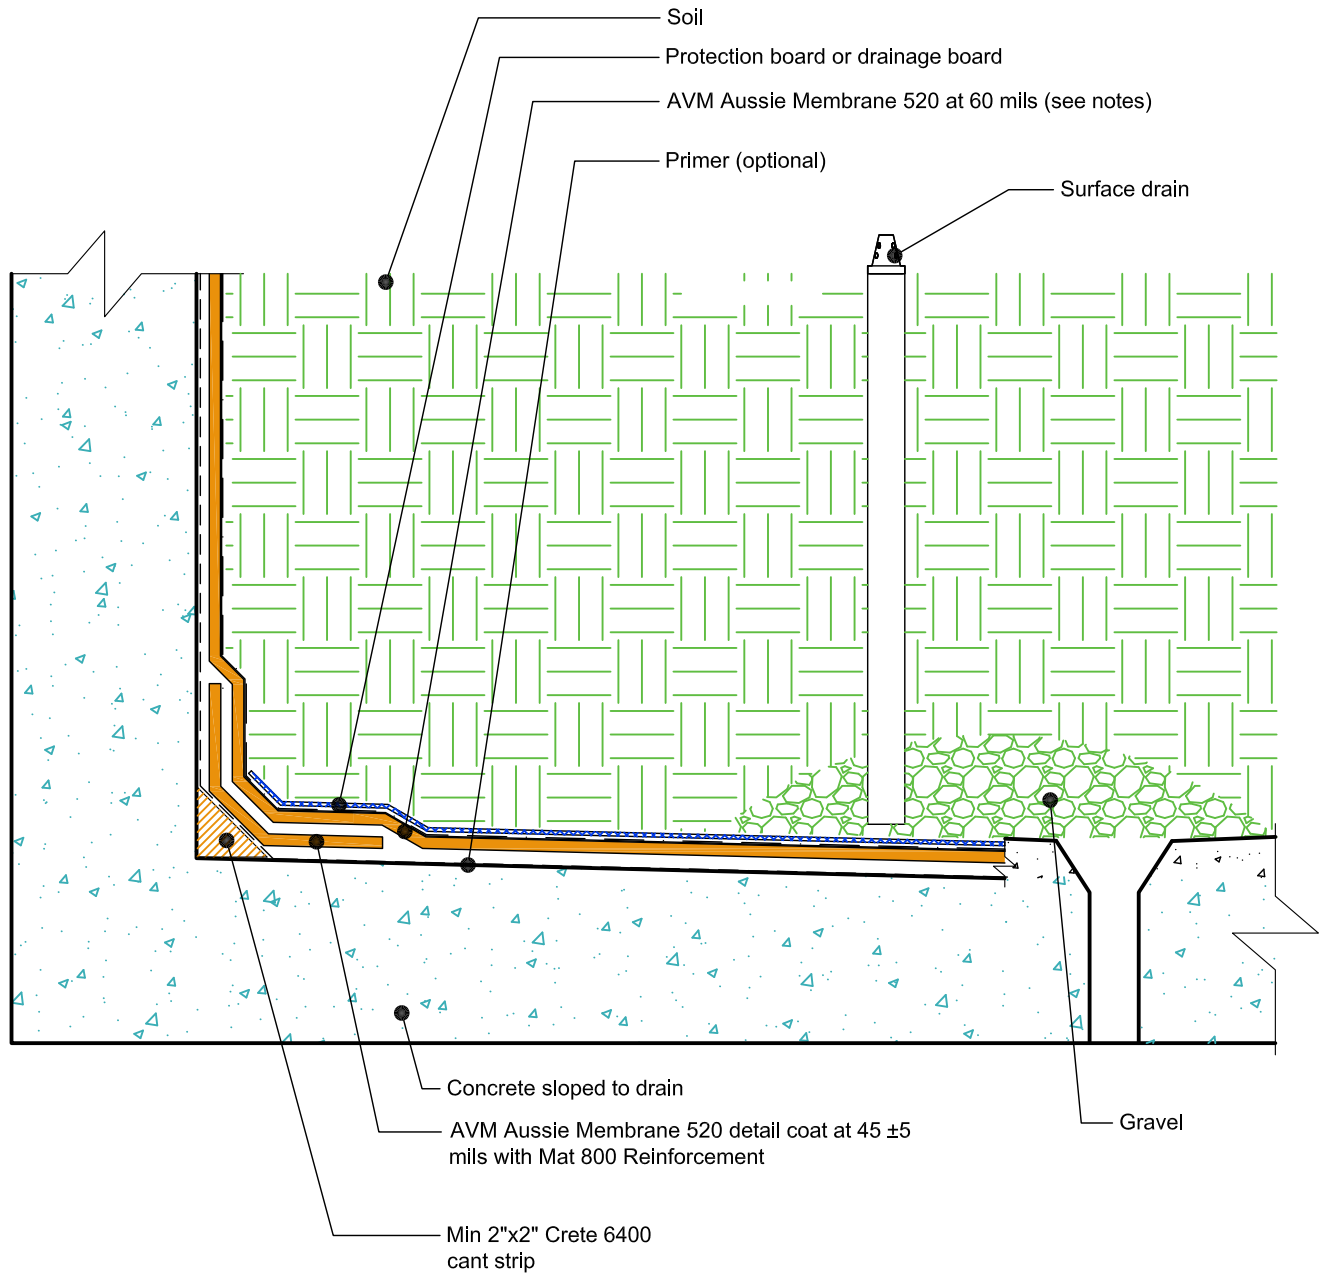 Soil
Protection board or drainage board
AVM Aussie Membrane 520 at 60 mils (see notes)
Primer (optional)
Surface drain
Concrete sloped to drain
AVM Aussie Membrane 520 detail coat at 45 ±5
mils with Mat 800 Reinforcement
Gravel
Min 2"x2" Crete 6400
cant strip